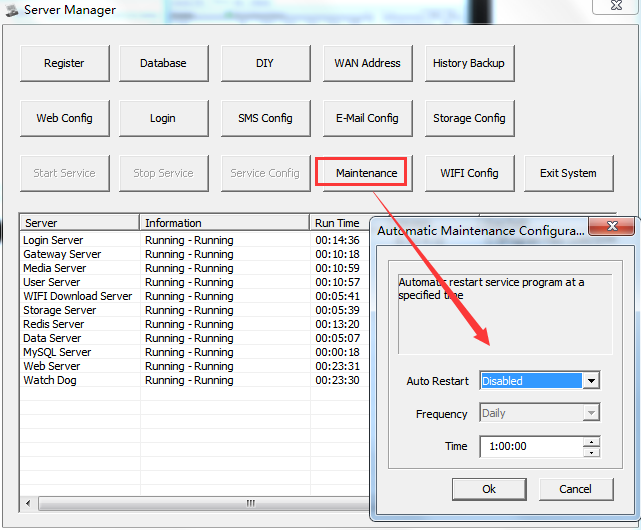 Server Manager
Register
Database
DIY
WAN Address
History Backup
Web Config
Login
SMS Config
E-Mail Config
Storage Config
Start Service
Stop Service
Service Config
Maintenance
WIFI Config
Exit System
Server Information Run Time
Login Server Running - Running 00:14:36
Gateway Server Running - Running 00:10:18
Media Server Running - Running 00:10:59
User Server Running - Running 00:10:57
WIFI Download Server Running - Running 00:05:41
Storage Server Running - Running 00:05:39
Redis Server Running - Running 00:13:20
Data Server Running - Running 00:05:07
MySQL Server Running - Running 00:00:18
Web Server Running - Running 00:23:31
Watch Dog Running - Running 00:23:30
Automatic Maintenance Configura...
Automatic restart service program at a
specified time
Auto Restart Disabled
Frequency Daily
Time 1:00:00
Ok
Cancel